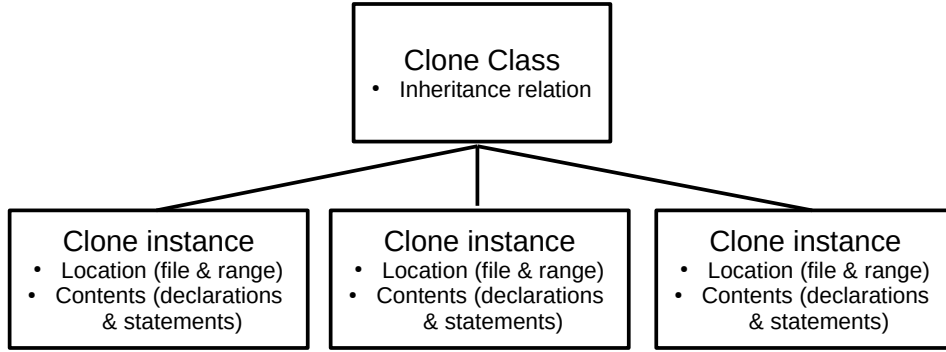 Clone Class
• Inheritance relation
Clone instance
• Location (file & range)
• Contents (declarations
& statements)
Clone instance
• Location (file & range)
• Contents (declarations
& statements)
Clone instance
• Location (file & range)
• Contents (declarations
& statements)